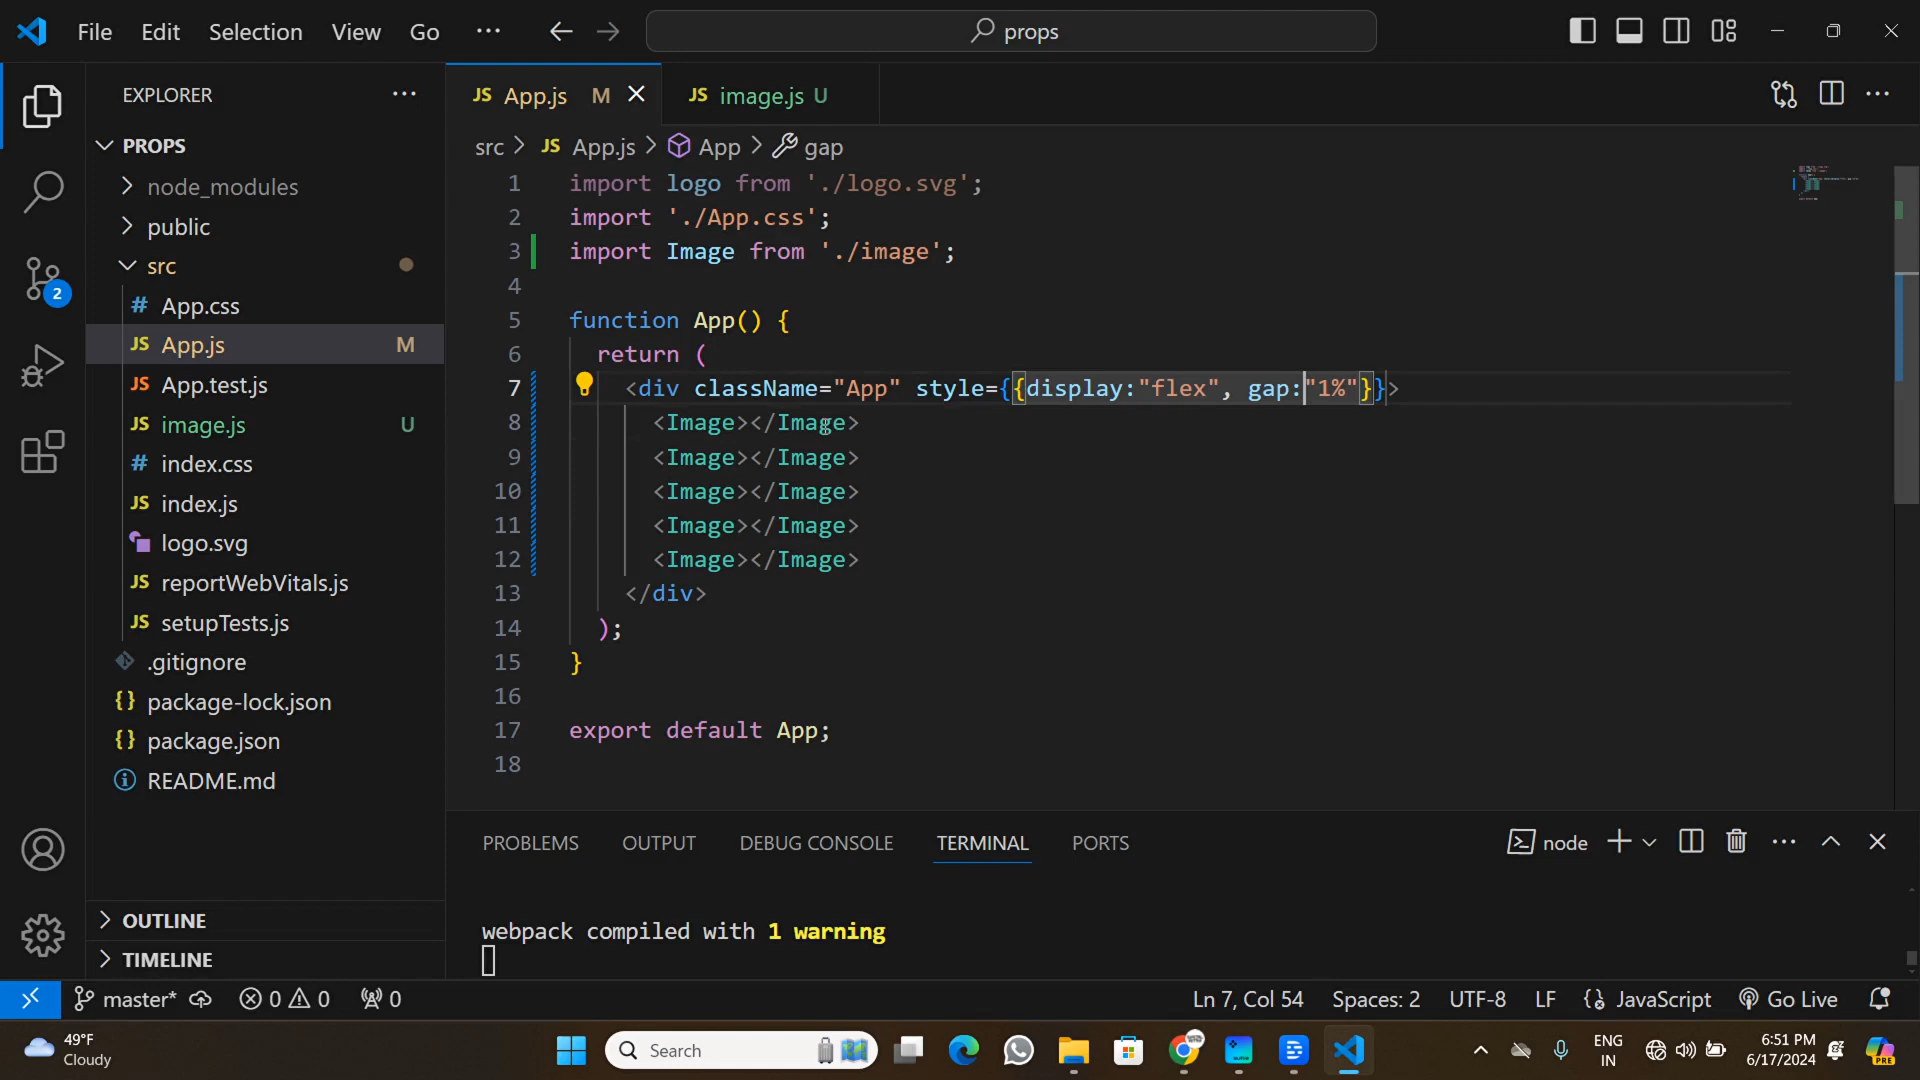 File Edit Selection View Go ··· props
EXPLORER ···
PROPS
node_modules
public
src
# App.css
JS App.js M
JS App.test.js
JS image.js U
# index.css
JS index.js
logo.svg
JS reportWebVitals.js
JS setupTests.js
.gitignore
{} package-lock.json
{} package.json
README.md
OUTLINE
TIMELINE
2
JS App.js M
JS image.js U
src > JS App.js > App > gap
1 import logo from './logo.svg';
2 import './App.css';
3 import Image from './image';
4
5 function App() {
6 return (
7 <div className="App" style={{display:"flex", gap:"1%"}}>
8 <Image></Image>
9 <Image></Image>
10 <Image></Image>
11 <Image></Image>
12 <Image></Image>
13 </div>
14 );
15 }
16
17 export default App;
18
PROBLEMS OUTPUT DEBUG CONSOLE TERMINAL PORTS node
webpack compiled with 1 warning
master* 0 0 0 Ln 7, Col 54 Spaces: 2 UTF-8 LF {} JavaScript Go Live
49°F
Cloudy
Search
ENG
IN
6:51 PM
6/17/2024
PRE